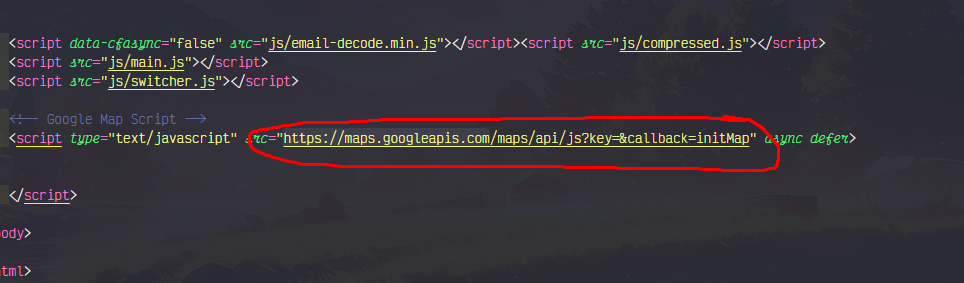 <script data-cfasync="false" src="js/email-decode.min.js"></script><script src="js/compressed.js"></script>
<script src="js/main.js"></script>
<script src="js/switcher.js"></script>
<!-- Google Map Script -->
<script type="text/javascript" src="https://maps.googleapis.com/maps/api/js?key=&callback=initMap" async defer>
</script>
body>
html>